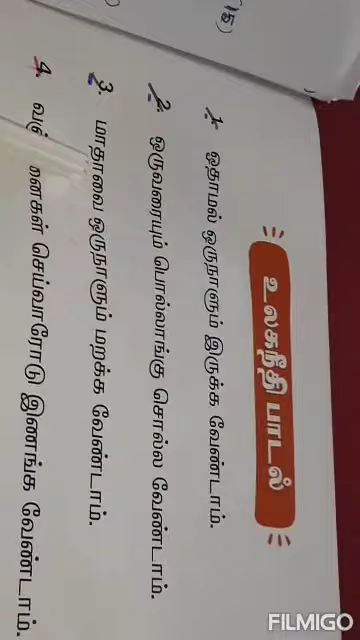 உலகநீதி பாடல்
1. ஓதாமல் ஒருநாளும் இருக்க வேண்டாம்.
2. ஒருவரையும் பொல்லாங்கு சொல்ல வேண்டாம்.
3. மாதாவை ஒருநாளும் மறக்க வேண்டாம்.
4. செய்வாரோடு இணங்க வேண்டாம்.
FILMIGO